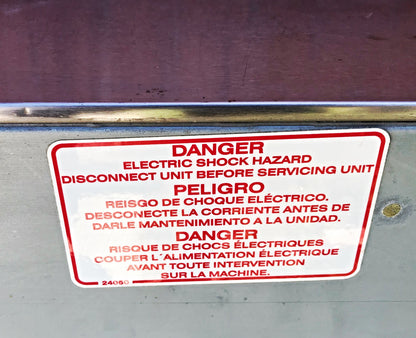 DANGER
ELECTRIC SHOCK HAZARD
DISCONNECT UNIT BEFORE SERVICING UNIT
PELIGRO
REISGO DE CHOQUE ELÉCTRICO.
DESCONECTE LA CORRIENTE ANTES DE
DARLE MANTENIMIENTO A LA UNIDAD.
DANGER
RISQUE DE CHOCS ÉLECTRIQUES
COUPER L'ALIMENTATION ÉLECTRIQUE
AVANT TOUTE INTERVENTION
SUR LA MACHINE.